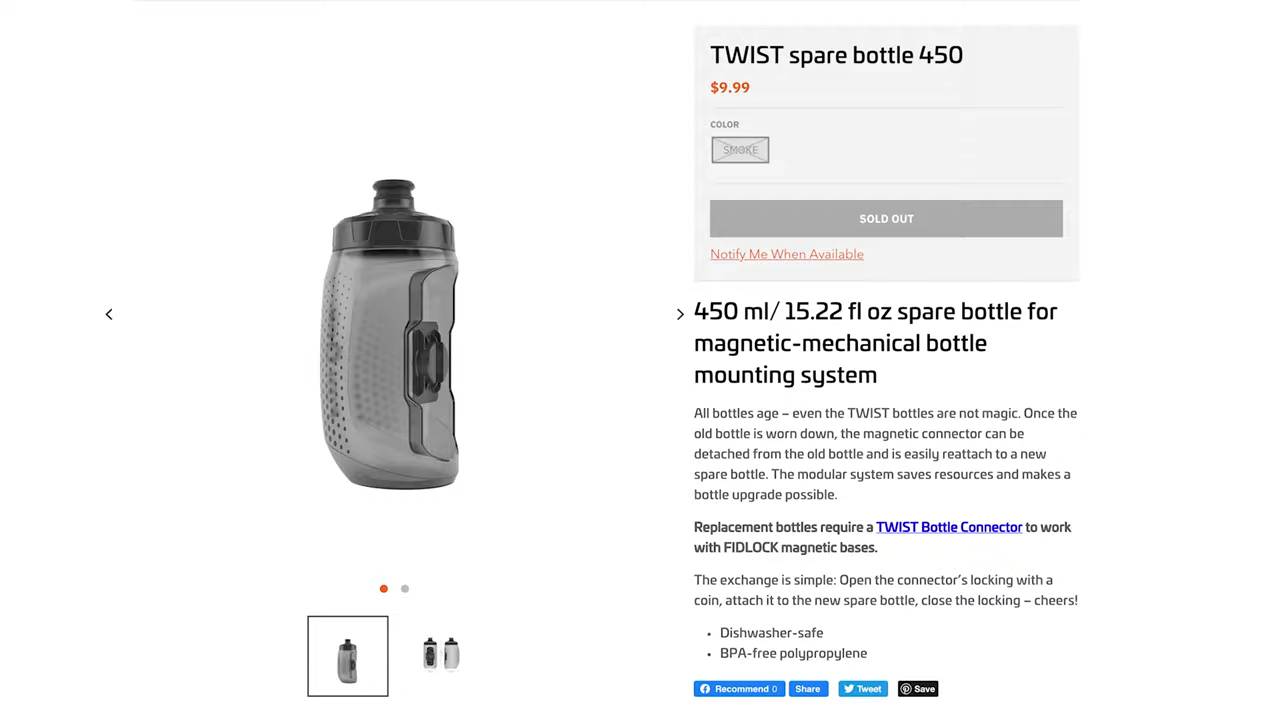 TWIST spare bottle 450
$9.99
COLOR
SMOKE
SOLD OUT
Notify Me When Available
450 ml/ 15.22 fl oz spare bottle for
magnetic-mechanical bottle
mounting system
All bottles age – even the TWIST bottles are not magic. Once the
old bottle is worn down, the magnetic connector can be
detached from the old bottle and is easily reattach to a new
spare bottle. The modular system saves resources and makes a
bottle upgrade possible.
Replacement bottles require a TWIST Bottle Connector to work
with FIDLOCK magnetic bases.
The exchange is simple: Open the connector’s locking with a
coin, attach it to the new spare bottle, close the locking – cheers!
• Dishwasher-safe
• BPA-free polypropylene
Recommend 0 Share Tweet Save